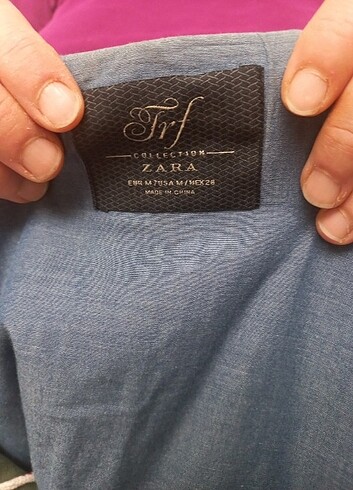 Trf
COLLECTION
ZARA
EUR M / USA M / MEX 28
MADE IN CHINA